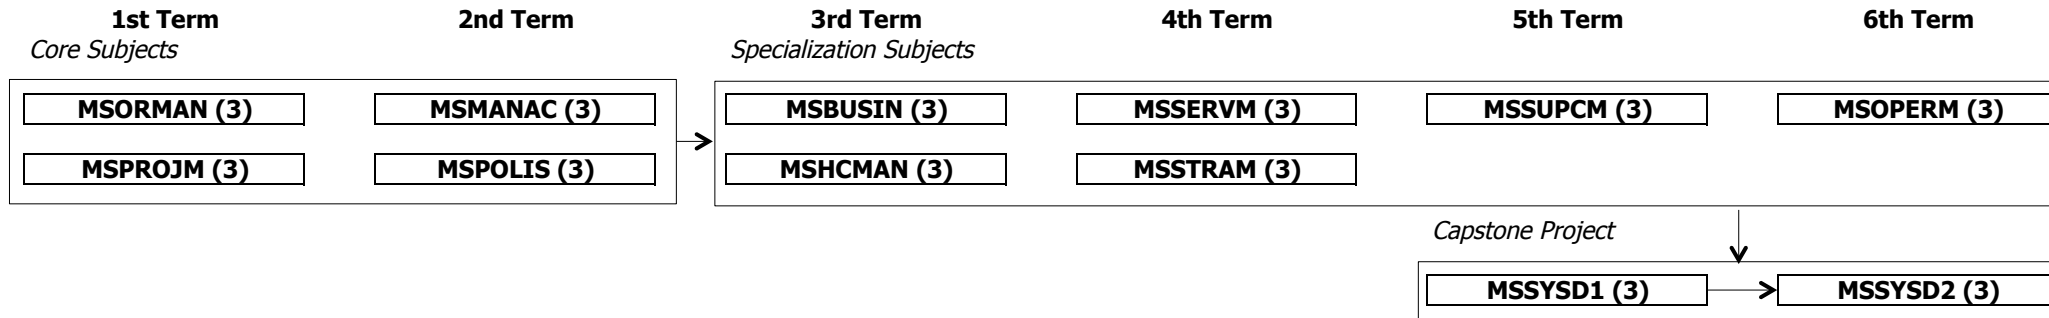 1st Term 2nd Term 3rd Term 4th Term 5th Term 6th Term
Core Subjects Specialization Subjects
MSORMAN (3) MSMANAC (3) MSBUSIN (3) MSSERVM (3) MSSUPCM (3) MSOPERM (3)
MSPROJM (3) MSPOLIS (3) MSHCMAN (3) MSSTRAM (3)
Capstone Project
MSSYSD1 (3) MSSYSD2 (3)